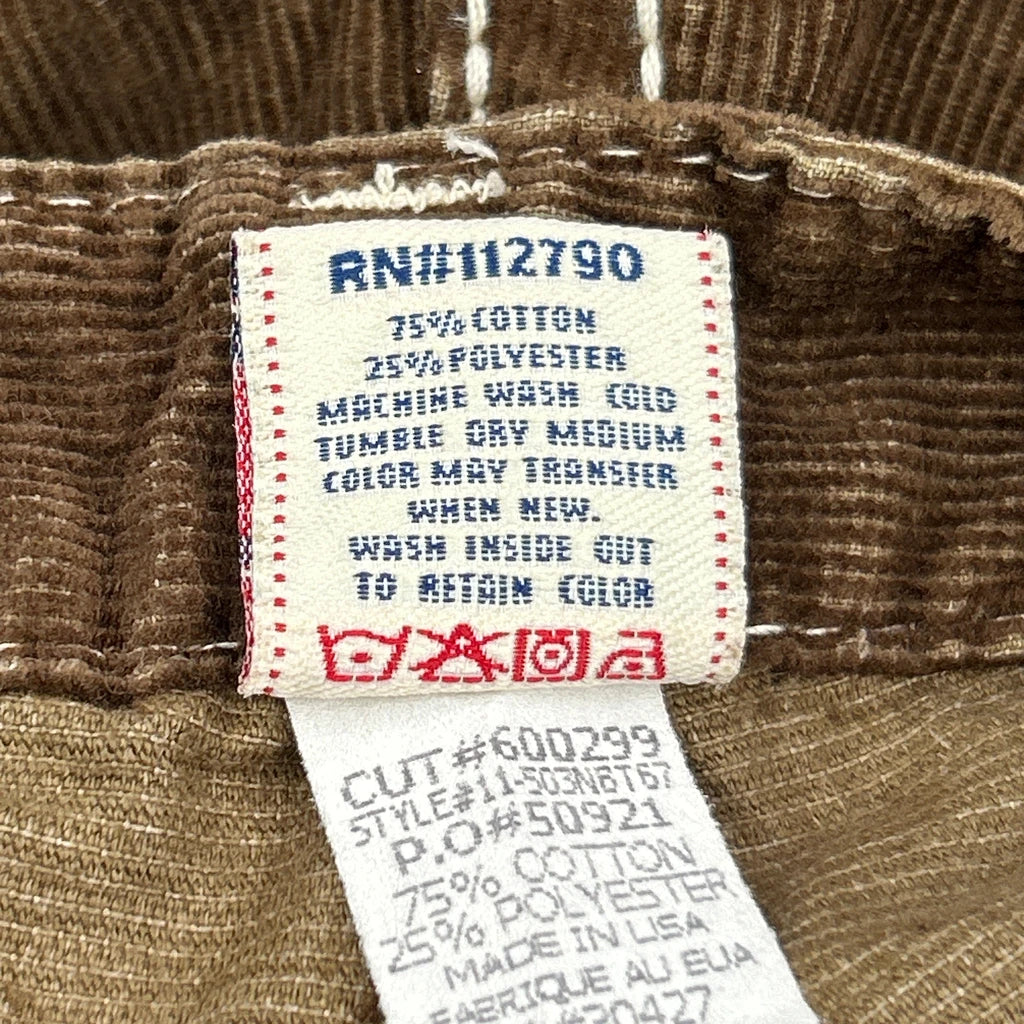 RN#112790
75% COTTON
25% POLYESTER
MACHINE WASH COLD
TUMBLE DRY MEDIUM
COLOR MAY TRANSFER
WHEN NEW.
WASH INSIDE OUT
TO RETAIN COLOR
CUT#600299
STYLE#11-503N6T67
P.O#50921
75% COTTON
25% POLYESTER
MADE IN USA
FABRIQUE AU EUA
#30427